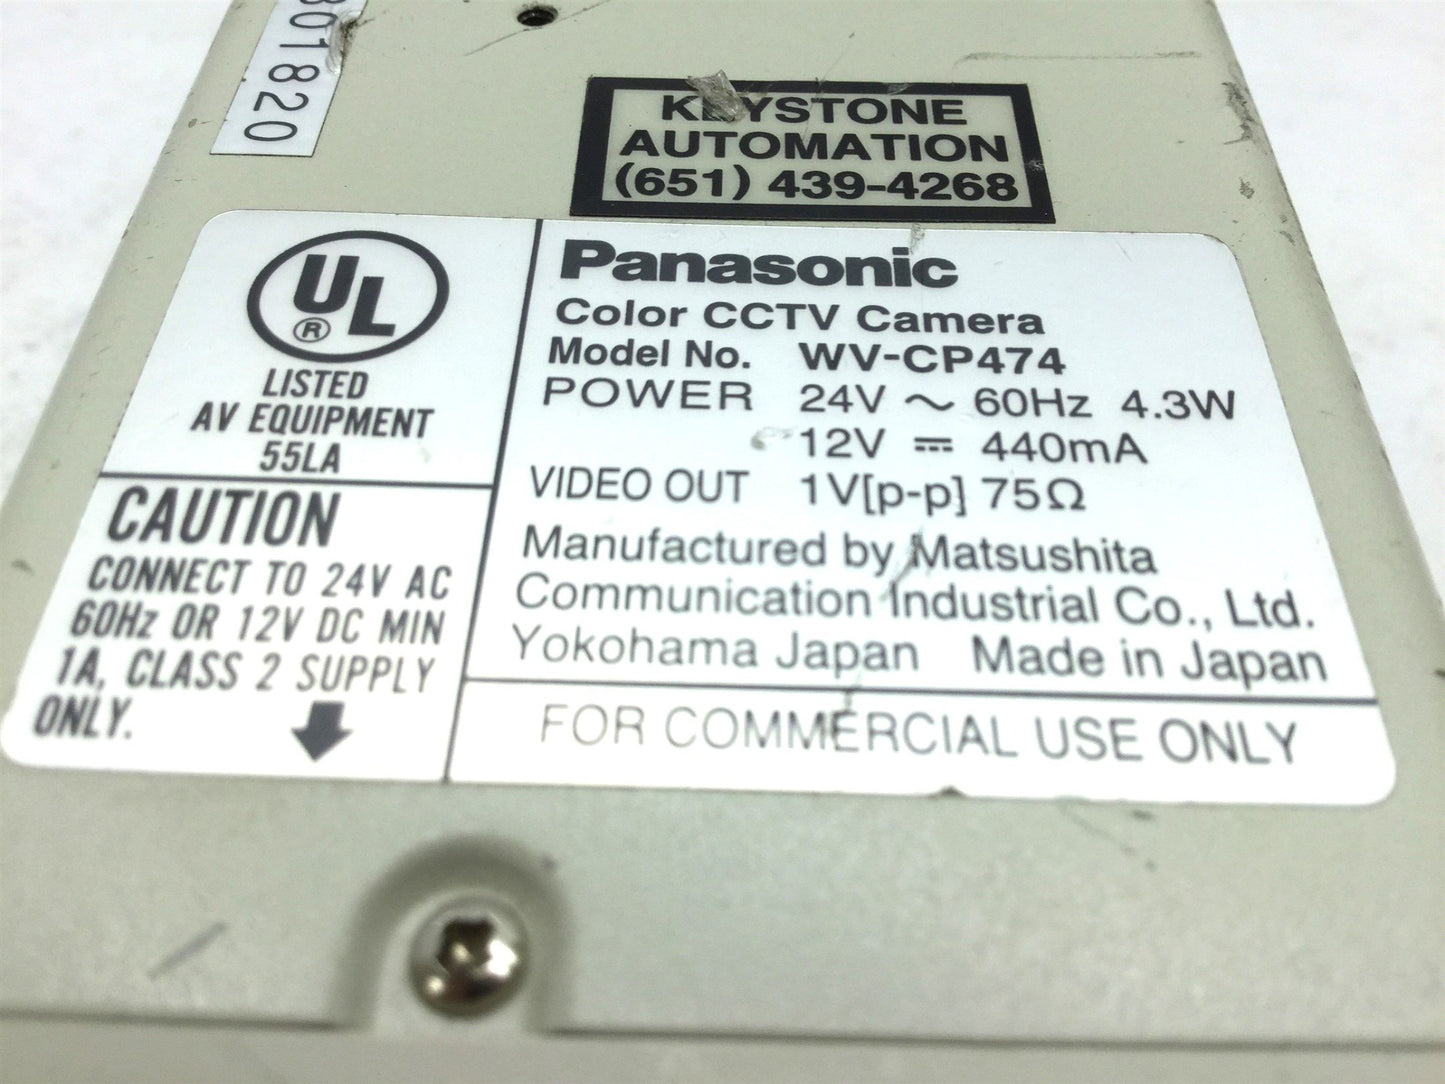 01820
KEYSTONE
AUTOMATION
(651) 439-4268
UL
®
LISTED
AV EQUIPMENT
55LA
CAUTION
CONNECT TO 24V AC
60Hz OR 12V DC MIN
1A, CLASS 2 SUPPLY
ONLY.
Panasonic
Color CCTV Camera
Model No. WV-CP474
POWER 24V ~ 60Hz 4.3W
12V ⎓ 440mA
VIDEO OUT 1V[p-p] 75Ω
Manufactured by Matsushita
Communication Industrial Co., Ltd.
Yokohama Japan Made in Japan
FOR COMMERCIAL USE ONLY